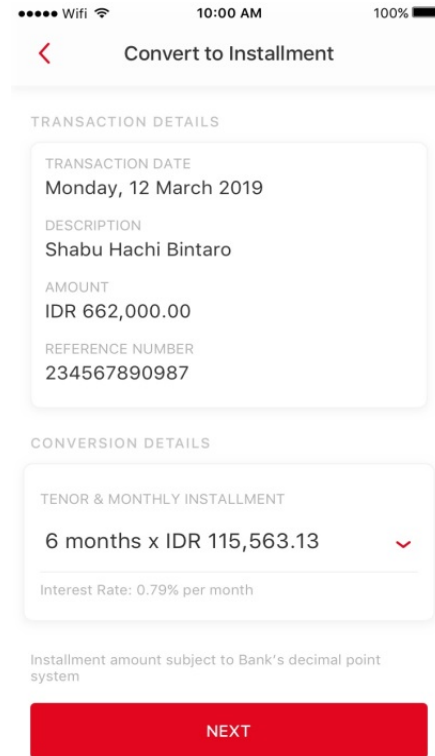 Wifi 10:00 AM 100%
Convert to Installment
TRANSACTION DETAILS
TRANSACTION DATE
Monday, 12 March 2019
DESCRIPTION
Shabu Hachi Bintaro
AMOUNT
IDR 662,000.00
REFERENCE NUMBER
234567890987
CONVERSION DETAILS
TENOR & MONTHLY INSTALLMENT
6 months x IDR 115,563.13
Interest Rate: 0.79% per month
Installment amount subject to Bank's decimal point
system
NEXT